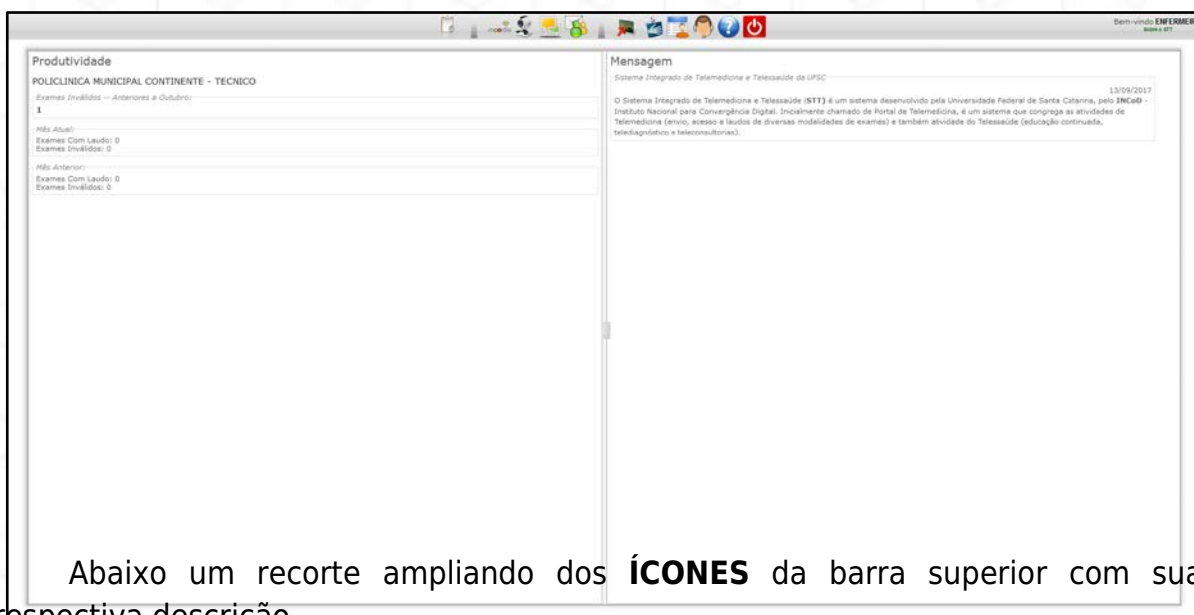 Bem-vindo ENFERMEIR
moodle
Produtividade
POLICLINICA MUNICIPAL CONTINENTE - TECNICO
Exames Inválidos -- Anteriores a Outubro:
1
Mês Atual:
Exames Com Laudo: 0
Exames Inválidos: 0
Mês Anterior:
Exames Com Laudo: 0
Exames Inválidos: 0
Mensagem
Sistema Integrado de Telemedicina e Telessaúde da UFSC
13/09/2017
O Sistema Integrado de Telemedicina e Telessaúde (STT) é um sistema desenvolvido pela Universidade Federal de Santa Catarina, pelo INCoD -
Instituto Nacional para Convergência Digital. Inicialmente chamado de Portal de Telemedicina, é um sistema que congrega as atividades de
Telemedicina (envio, acesso e laudos de diversas modalidades de exames) e também atividade do Telessaúde (educação continuada,
telediagnóstico e teleconsultorias).
Abaixo um recorte ampliando dos ÍCONES da barra superior com sua
respectiva descrição